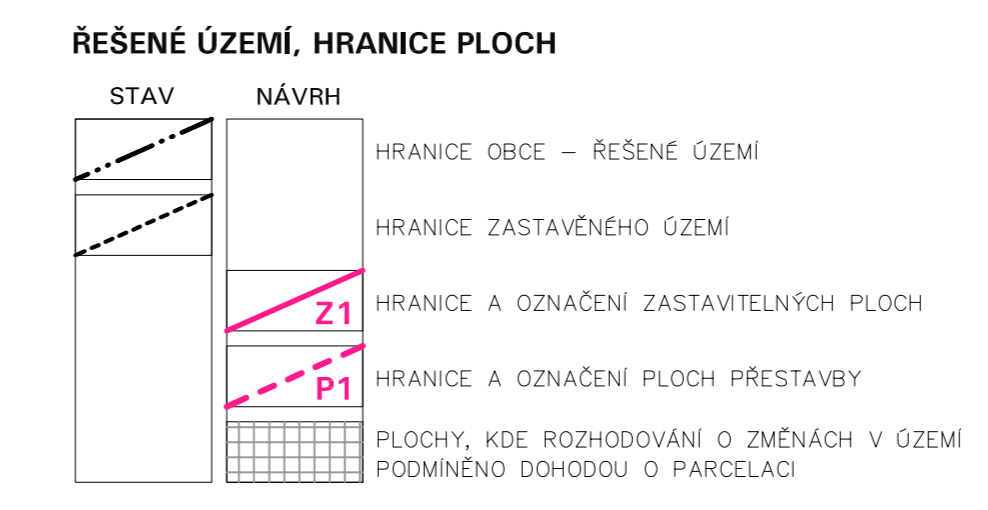 ŘEŠENÉ ÚZEMÍ, HRANICE PLOCH
STAV NÁVRH
HRANICE OBCE – ŘEŠENÉ ÚZEMÍ
HRANICE ZASTAVĚNÉHO ÚZEMÍ
Z1 HRANICE A OZNAČENÍ ZASTAVITELNÝCH PLOCH
P1 HRANICE A OZNAČENÍ PLOCH PŘESTAVBY
PLOCHY, KDE ROZHODOVÁNÍ O ZMĚNÁCH V ÚZEMÍ
PODMÍNĚNO DOHODOU O PARCELACI